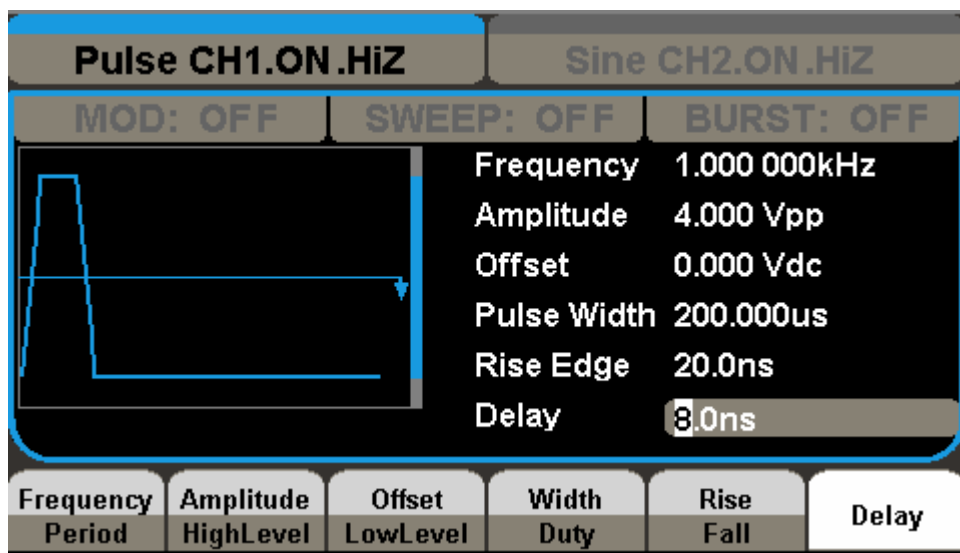 Pulse CH1.ON.HiZ Sine CH2.ON.HiZ
MOD: OFF SWEEP: OFF BURST: OFF
Frequency 1.000 000kHz
Amplitude 4.000 Vpp
Offset 0.000 Vdc
Pulse Width 200.000us
Rise Edge 20.0ns
Delay 8.0ns
Frequency Amplitude Offset Width Rise Delay
Period HighLevel LowLevel Duty Fall